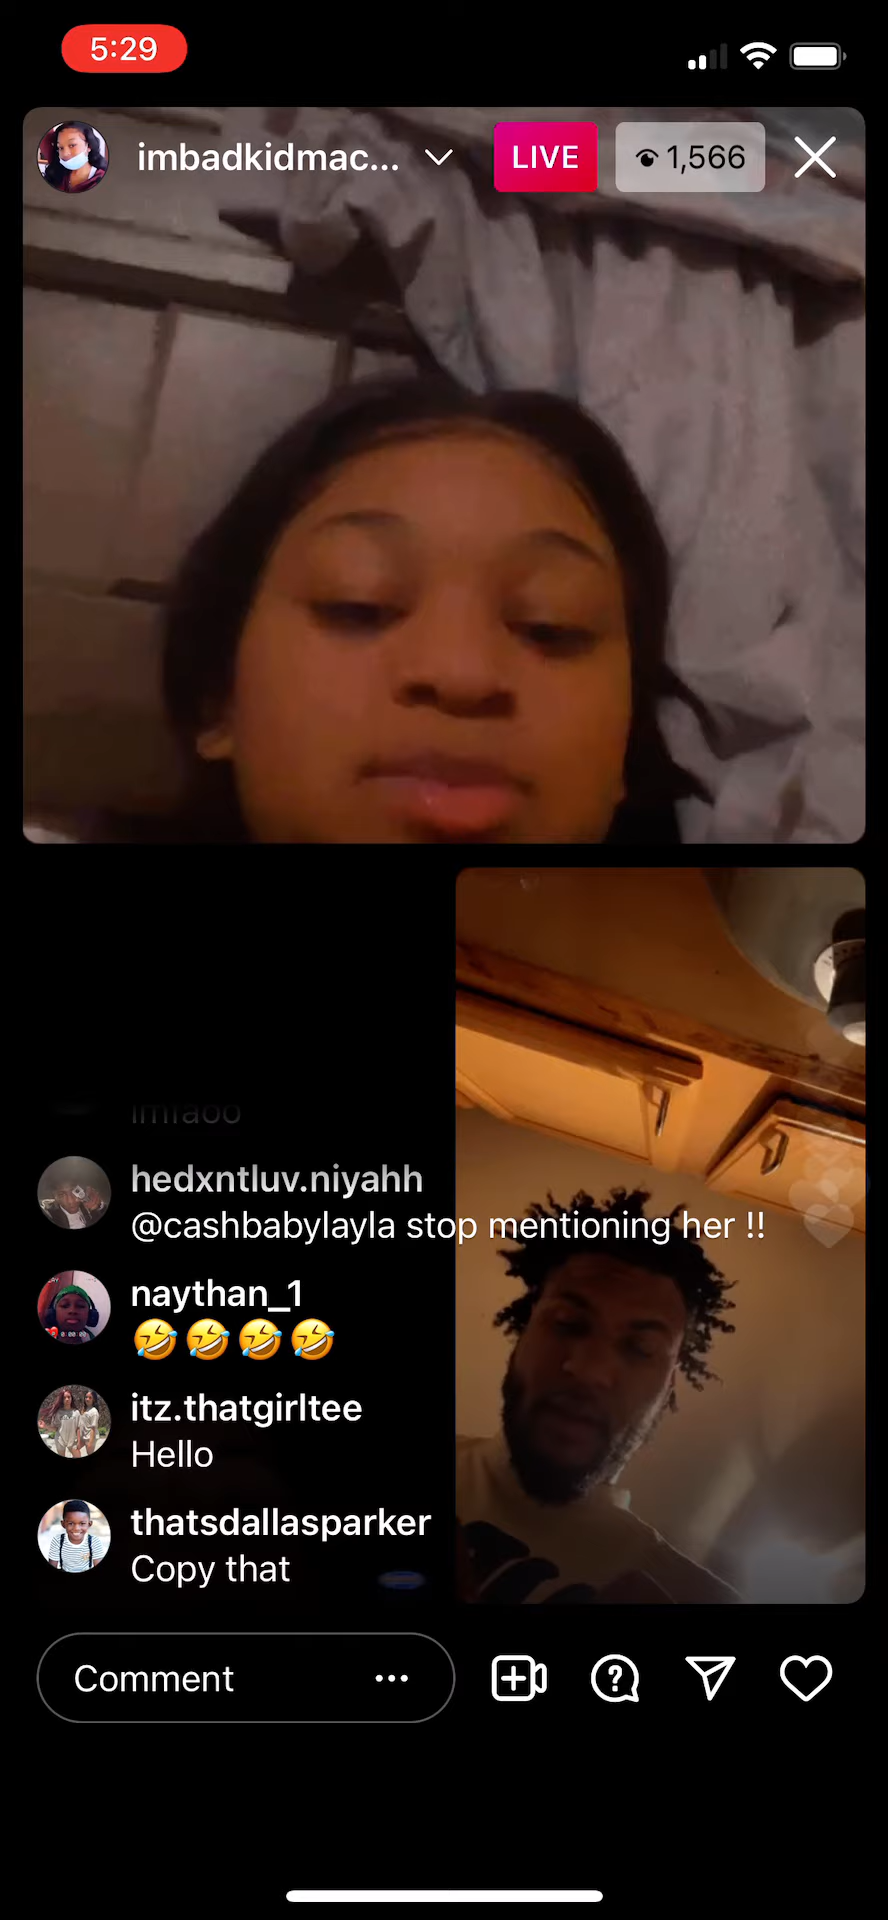 5:29
imbadkidmac...
LIVE
1,566
lmfaoo
hedxntluv.niyahh
@cashbabylayla stop mentioning her !!
naythan_1
🤣🤣🤣🤣
itz.thatgirltee
Hello
thatsdallasparker
Copy that
Comment